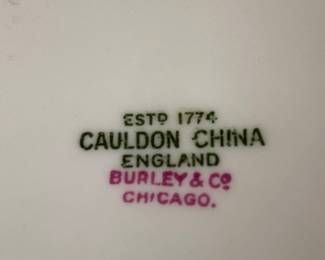 ESTD 1774
CAULDON CHINA
ENGLAND
BURLEY & CO
CHICAGO.